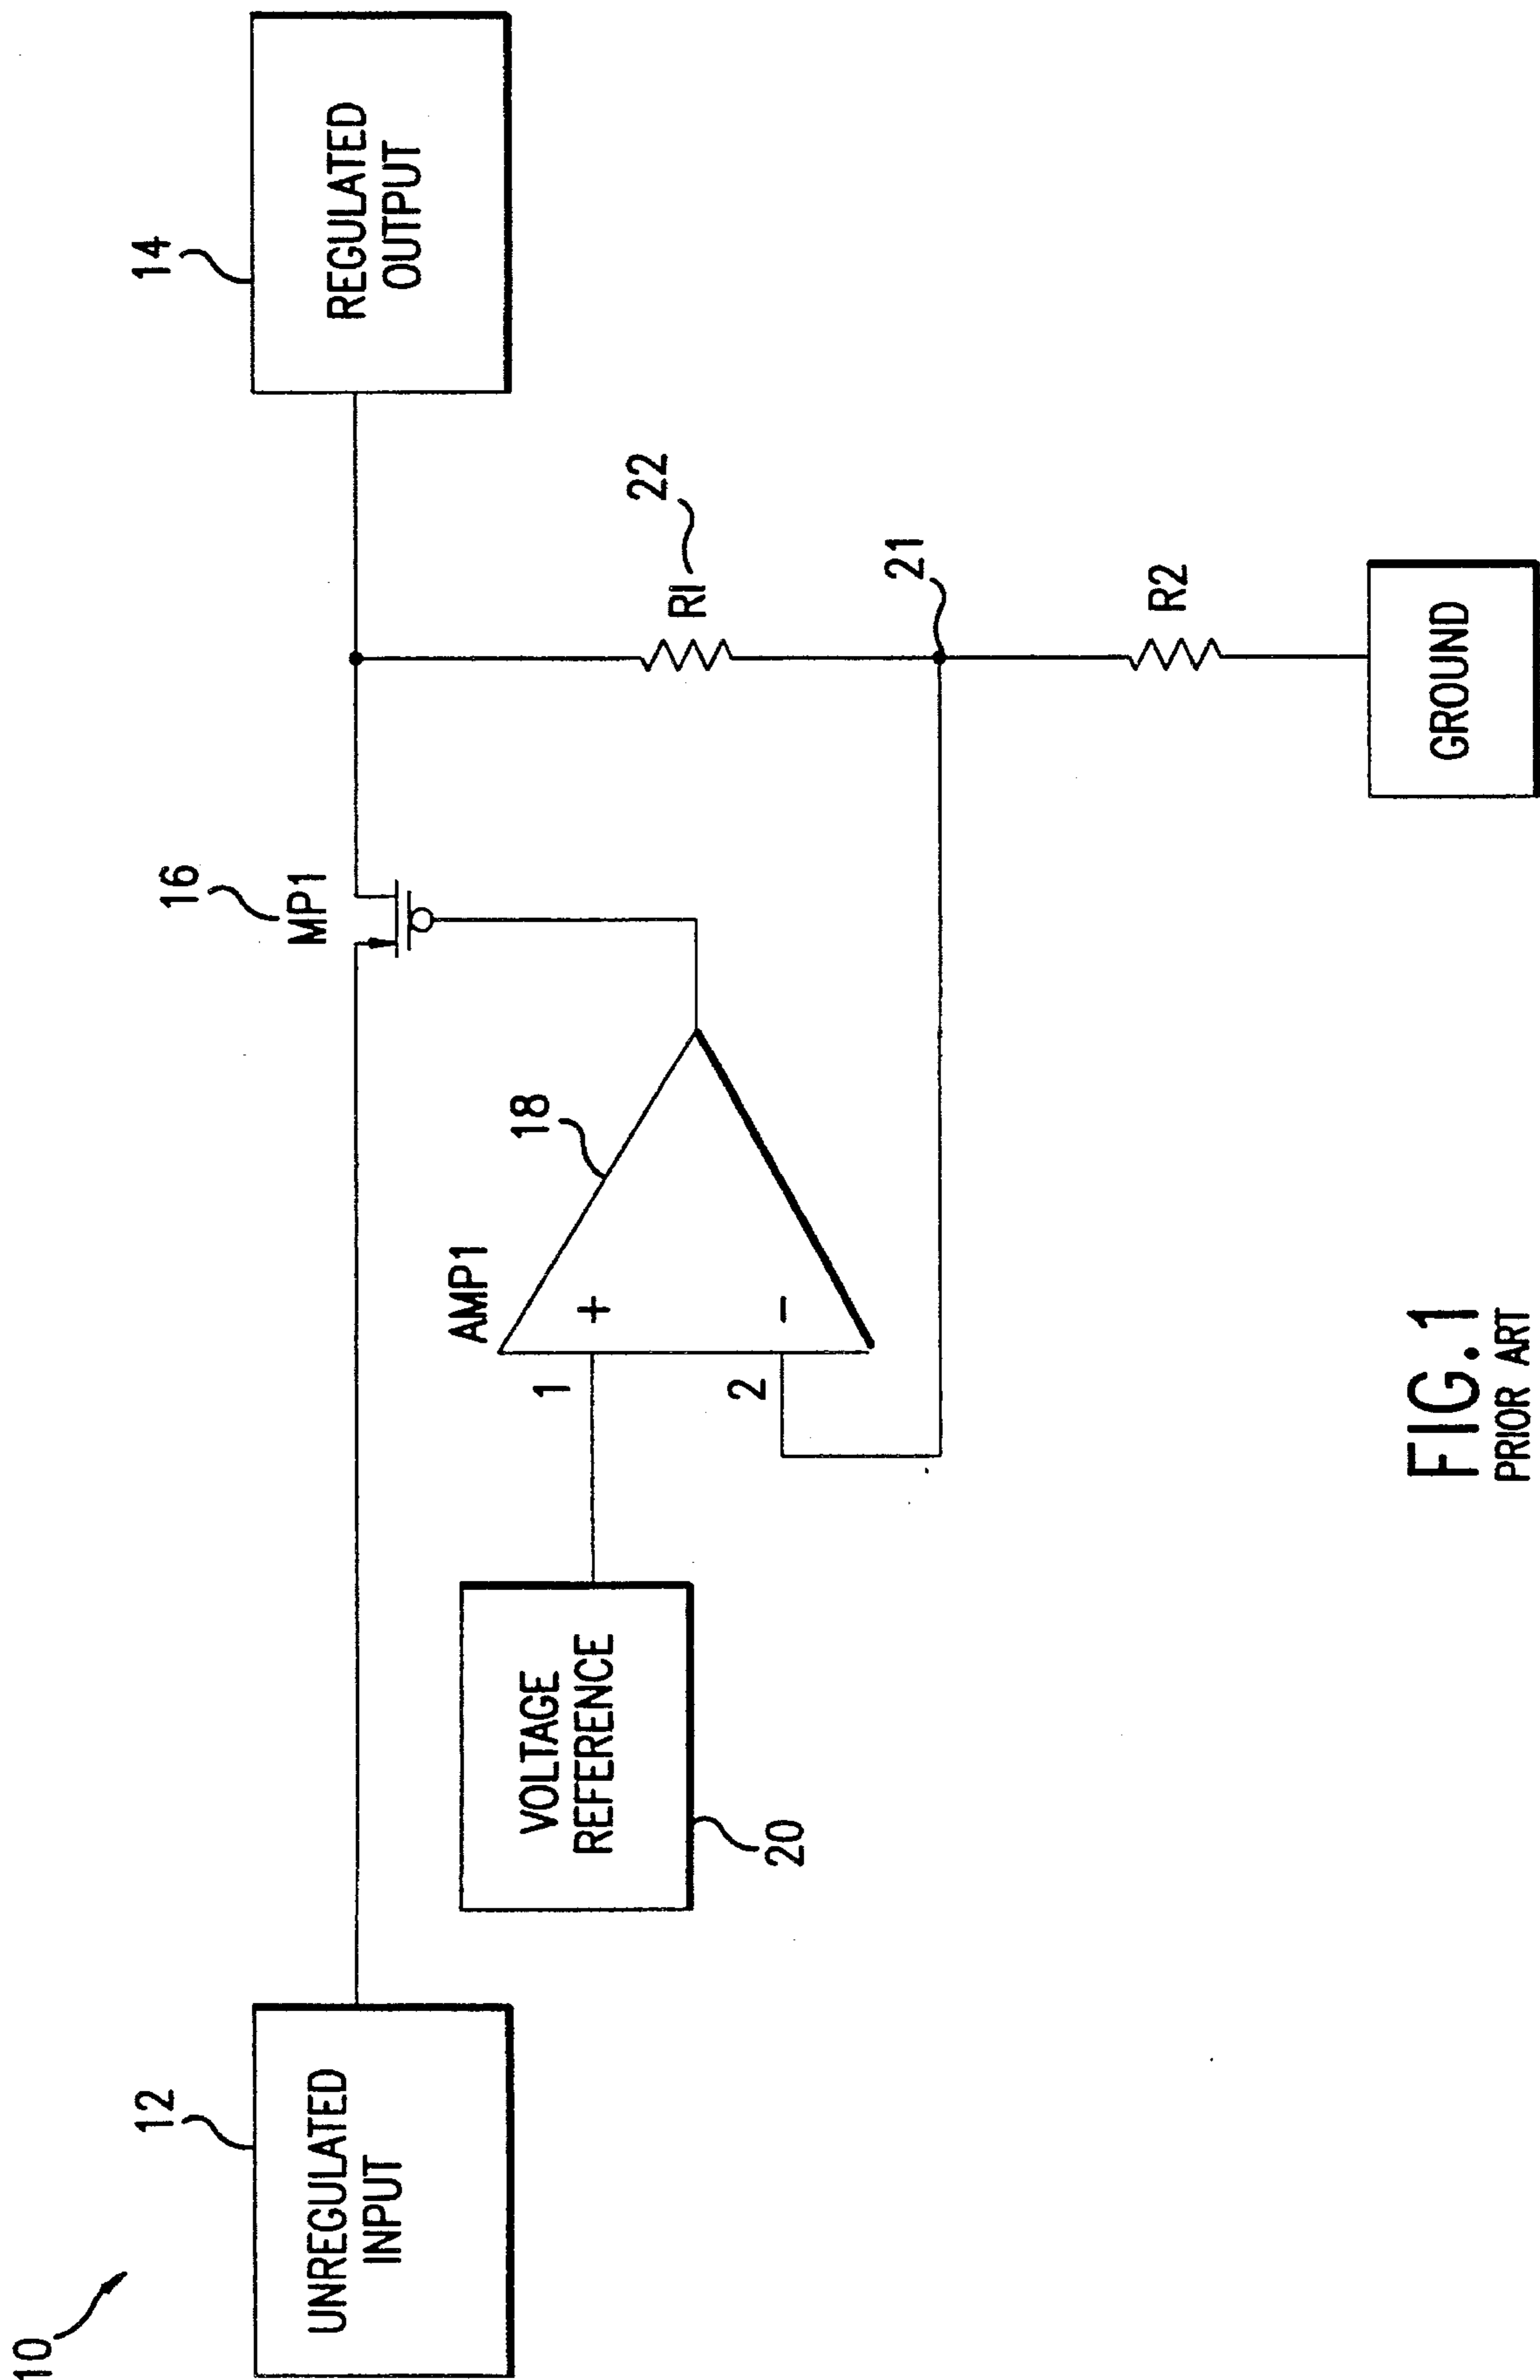 10
12
UNREGULATED
INPUT
14
REGULATED
OUTPUT
16
MP1
AMP1
18
+
-
1
2
VOLTAGE
REFERENCE
20
R1
22
21
R2
GROUND
FIG.1
PRIOR ART